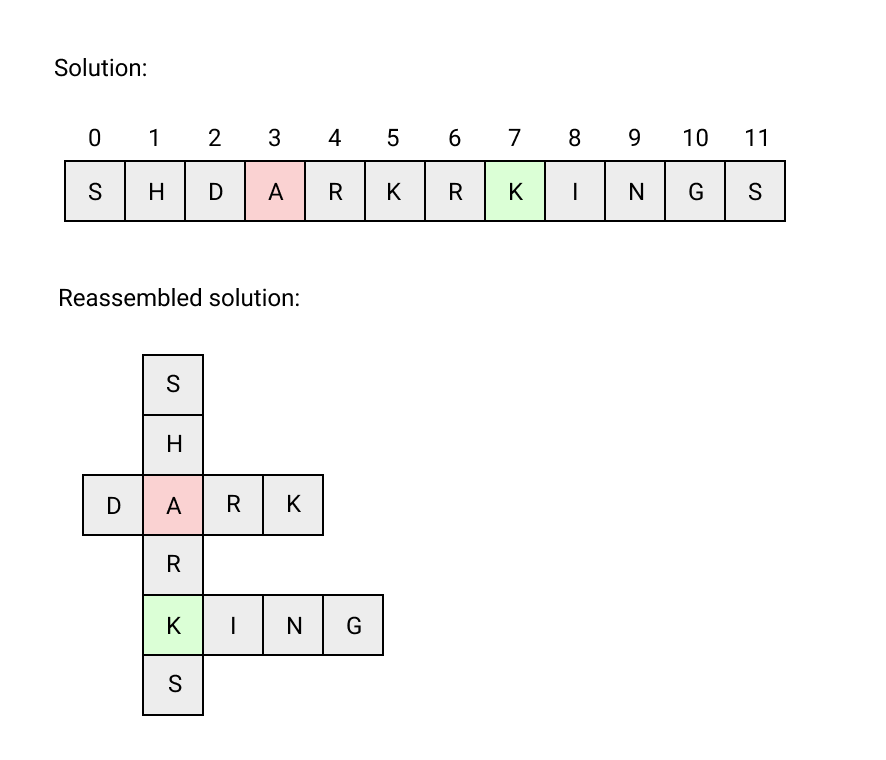 Solution:
0 1 2 3 4 5 6 7 8 9 10 11
S H D A R K R K I N G S
Reassembled solution:
S
H
D A R K
R
K I N G
S